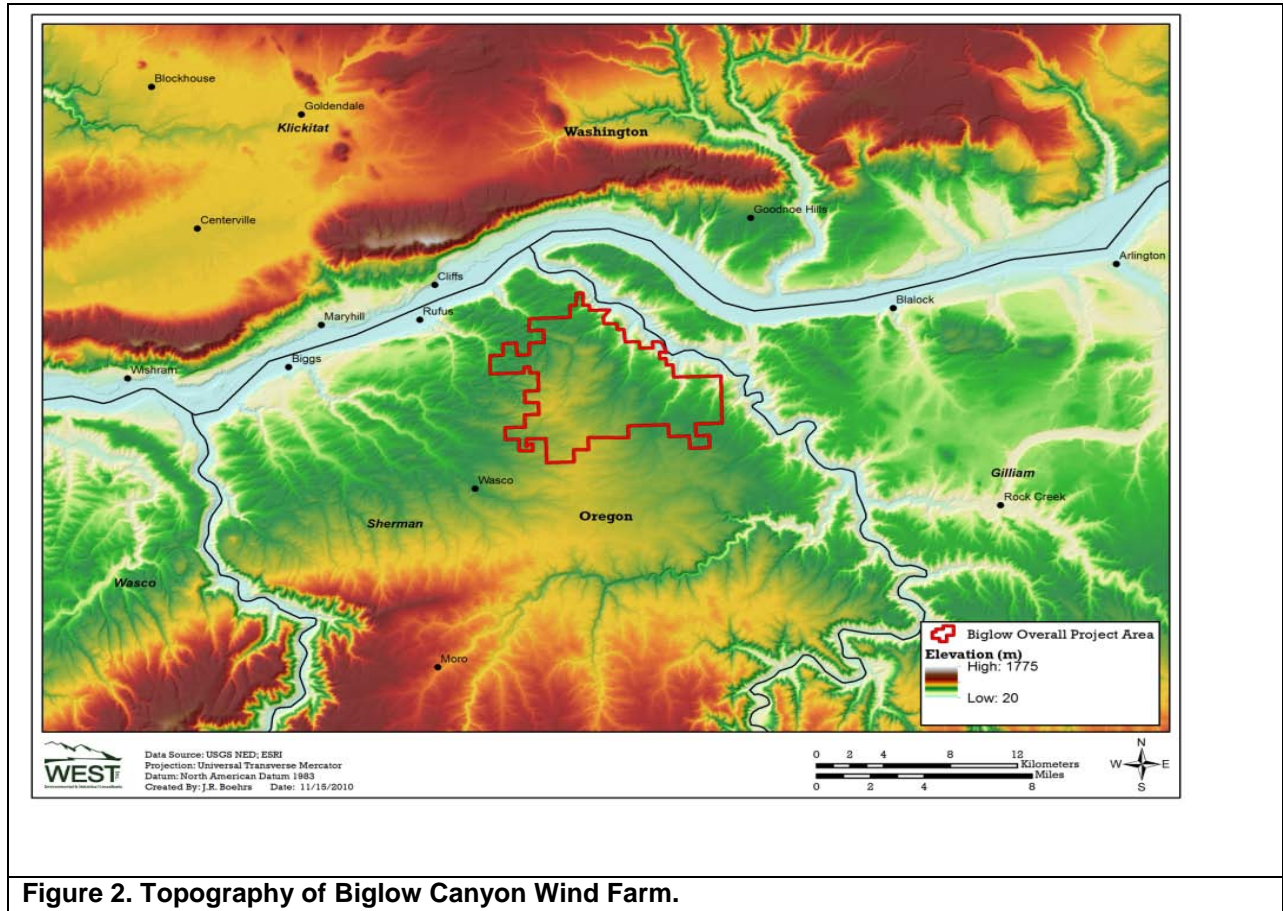 Blockhouse
Goldendale
Klickitat
Washington
Centerville
Goodnoe Hills
Arlington
Cliffs
Blalock
Maryhill
Rufus
Biggs
Wishram
Wasco
Gilliam
Rock Creek
Sherman
Oregon
Wasco
Moro
Biglow Overall Project Area
Elevation (m)
High: 1775
Low: 20
WEST
Data Source: USGS NED; ESRI
Projection: Universal Transverse Mercator
Datum: North American Datum 1983
Created By: J.R. Boehrs Date: 11/15/2010
0 2 4 8 12
Kilometers
Miles
0 2 4 8
N
W E
S
Figure 2. Topography of Biglow Canyon Wind Farm.